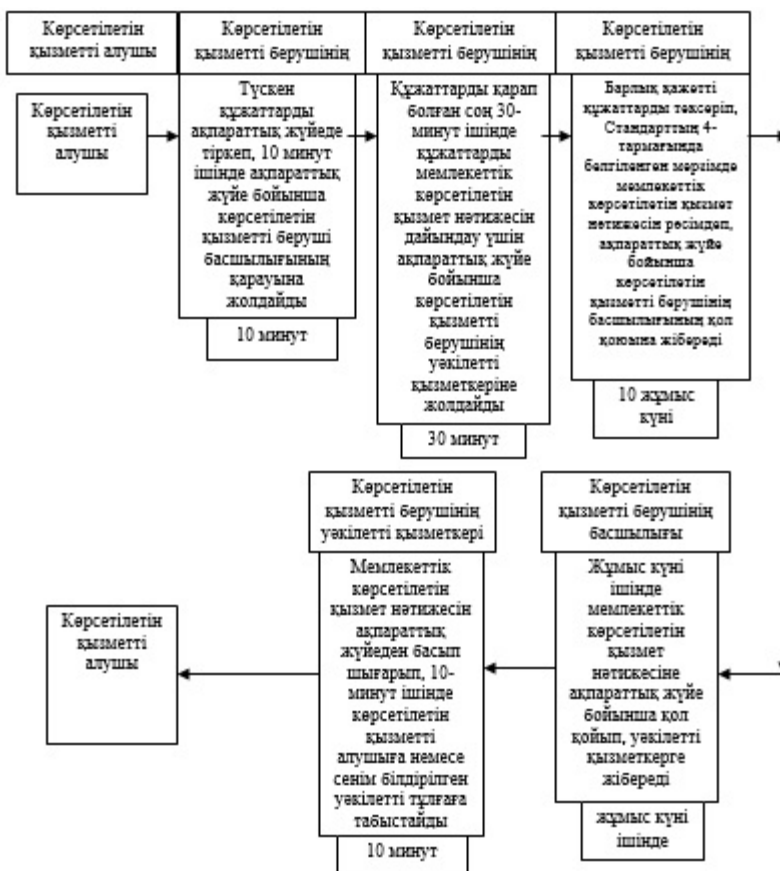 Көрсетілетін
қызметті алушы
Көрсетілетін
қызметті берушінің
Көрсетілетін
қызметті берушінің
Көрсетілетін
қызметті берушінің
Көрсетілетін
қызметті
алушы
Түскен
құжаттарды
ақпараттық жүйеде
тіркеп, 10 минут
ішінде ақпараттық
жүйе бойынша
көрсетілетін
қызметті беруші
басшылығының
қарауына
жолдайды
10 минут
Құжаттарды қарап
болған соң 30-
минут ішінде
құжаттарды
мемлекеттік
көрсетілетін
қызмет нәтижесін
дайындау үшін
ақпараттық жүйе
бойынша
көрсетілетін
қызметті
берушінің
уәкілетті
қызметкеріне
жолдайды
30 минут
Барлық қажетті
құжаттарды тексеріп,
Стандарттың 4-
тармағында
белгіленген мерзімде
мемлекеттік
көрсетілетін қызмет
нәтижесін ресімдеп,
ақпараттық жүйе
бойынша
көрсетілетін
қызметті берушінің
басшылығының қол
қоюына жібереді
10 жұмыс
күні
Көрсетілетін
қызметті берушінің
уәкілетті қызметкері
Көрсетілетін
қызметті берушінің
басшылығы
Көрсетілетін
қызметті
алушы
Мемлекеттік
көрсетілетін
қызмет нәтижесін
ақпараттық
жүйеден басып
шығарып, 10-
минут ішінде
көрсетілетін
қызметті
алушыға немесе
сенім білдірілген
уәкілетті тұлғаға
табыстайды
10 минут
Жұмыс күні
ішінде
мемлекеттік
көрсетілетін
қызмет
нәтижесіне
ақпараттық жүйе
бойынша қол
қойып, уәкілетті
қызметкерге
жібереді
жұмыс күні
ішінде